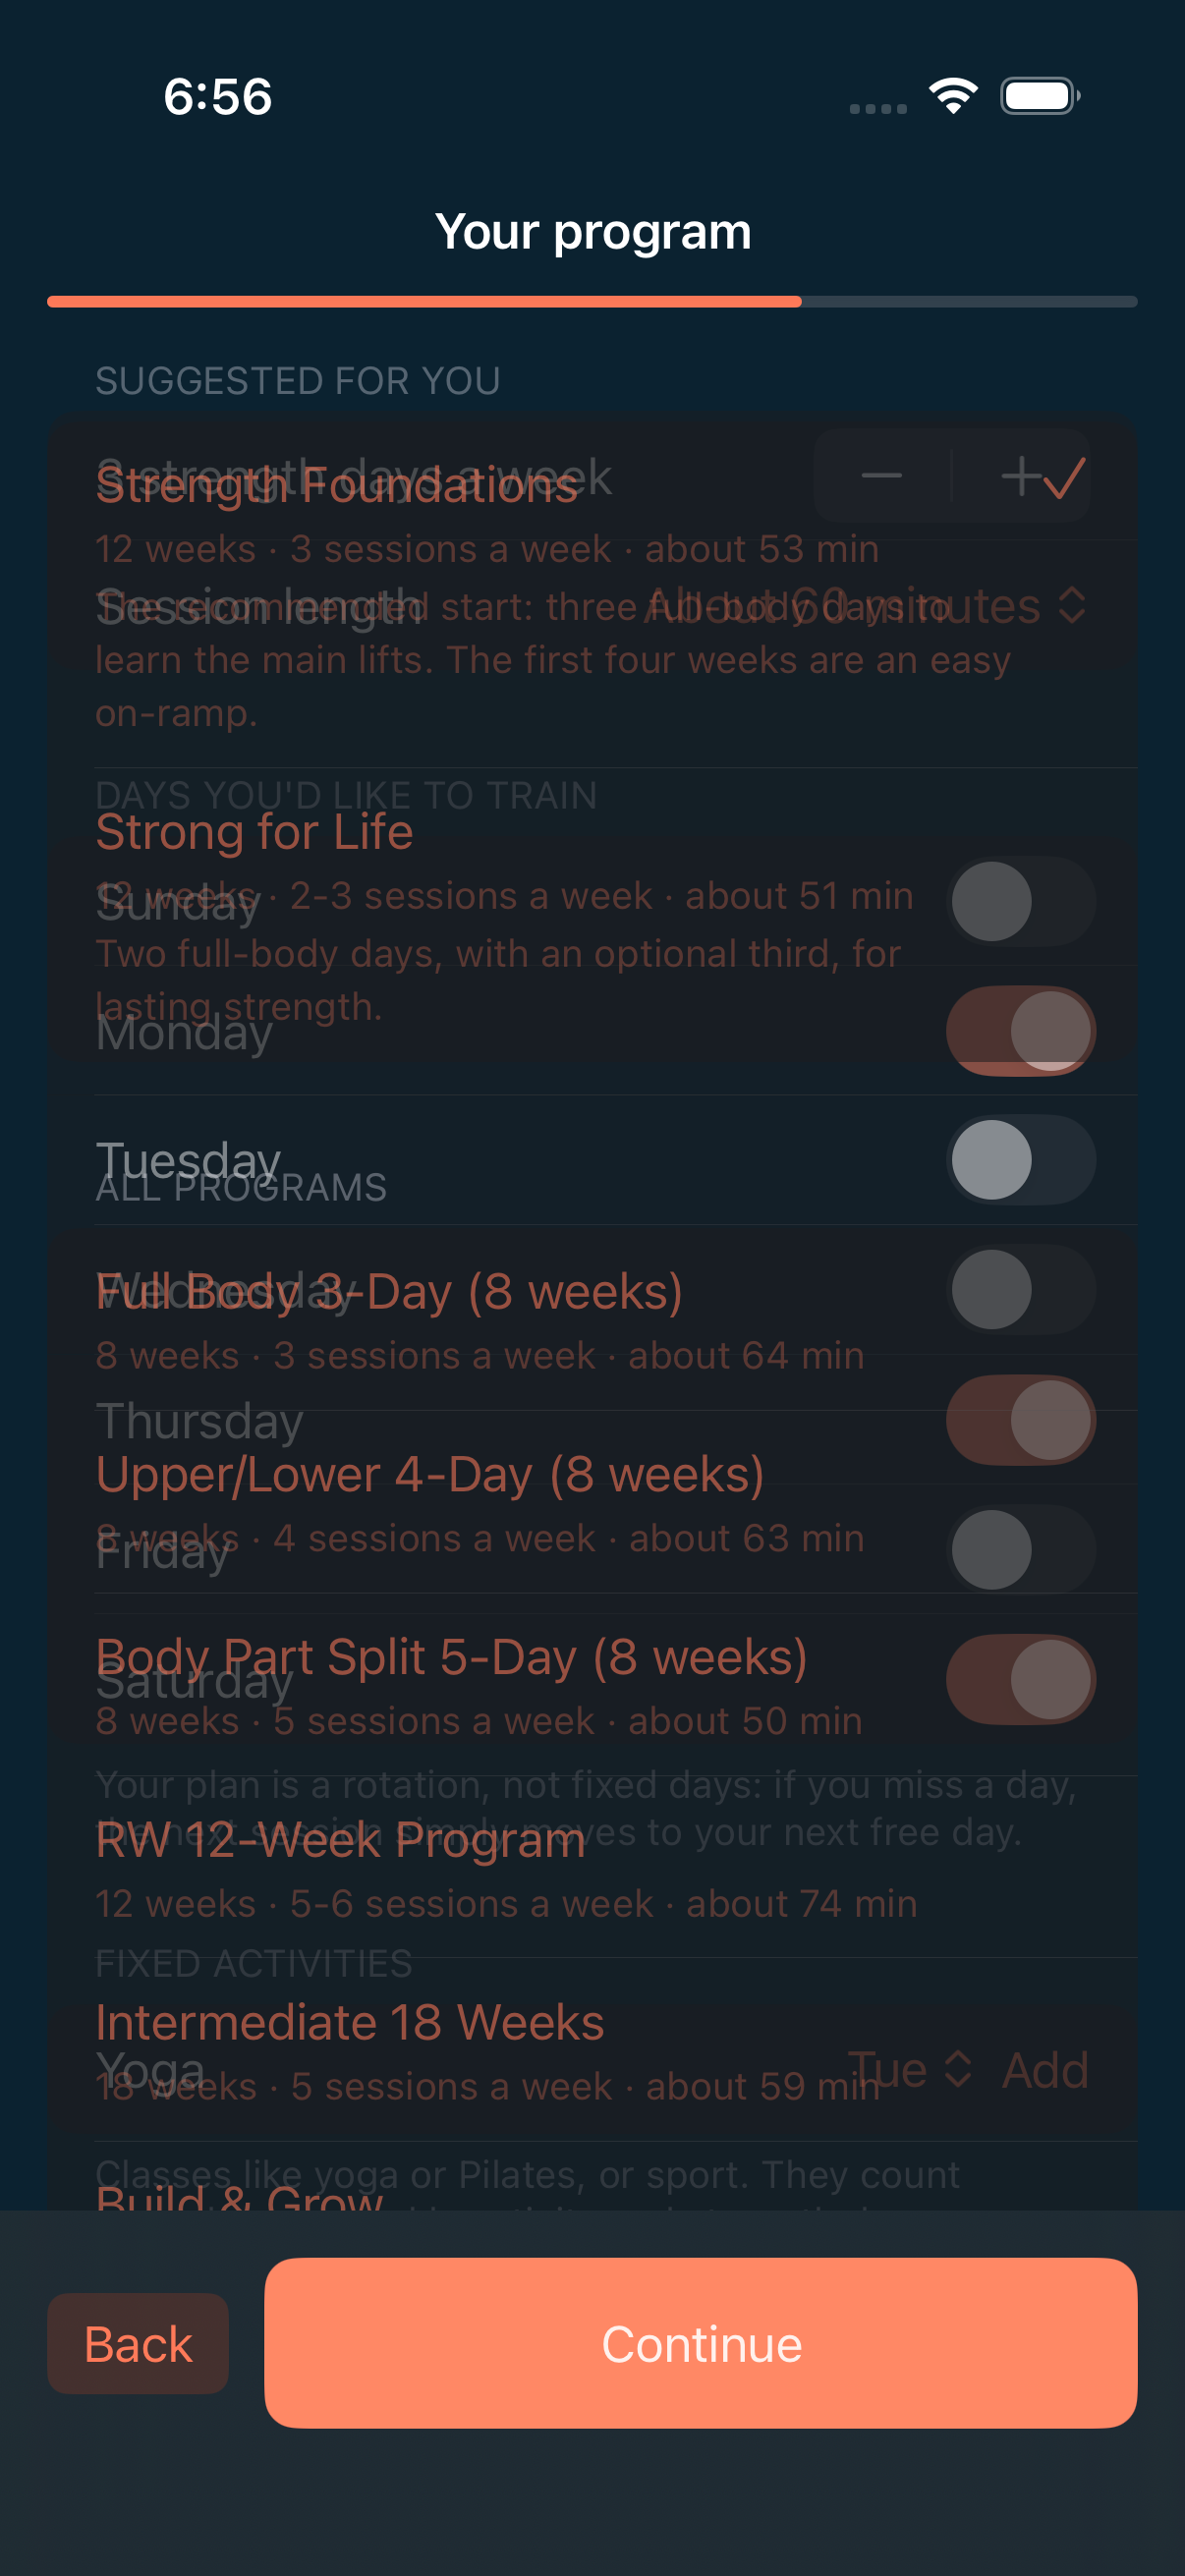 6:56
Your program
SUGGESTED FOR YOU
3 strength days a week
Strength Foundations
12 weeks · 3 sessions a week · about 53 min
Session length
About 60 minutes
The recommended start: three full-body days to
learn the main lifts. The first four weeks are an easy
on-ramp.
DAYS YOU'D LIKE TO TRAIN
Strong for Life
12 weeks · 2-3 sessions a week · about 51 min
Sunday
Two full-body days, with an optional third, for
lasting strength.
Monday
Tuesday
ALL PROGRAMS
Wednesday
Full Body 3-Day (8 weeks)
8 weeks · 3 sessions a week · about 64 min
Thursday
Upper/Lower 4-Day (8 weeks)
8 weeks · 4 sessions a week · about 63 min
Friday
Body Part Split 5-Day (8 weeks)
Saturday
8 weeks · 5 sessions a week · about 50 min
Your plan is a rotation, not fixed days: if you miss a day,
the next session simply moves to your next free day.
RW 12-Week Program
12 weeks · 5-6 sessions a week · about 74 min
FIXED ACTIVITIES
Intermediate 18 Weeks
Yoga
Tue
Add
18 weeks · 5 sessions a week · about 59 min
Classes like yoga or Pilates, or sport. They count
Build & Grow
Back
Continue